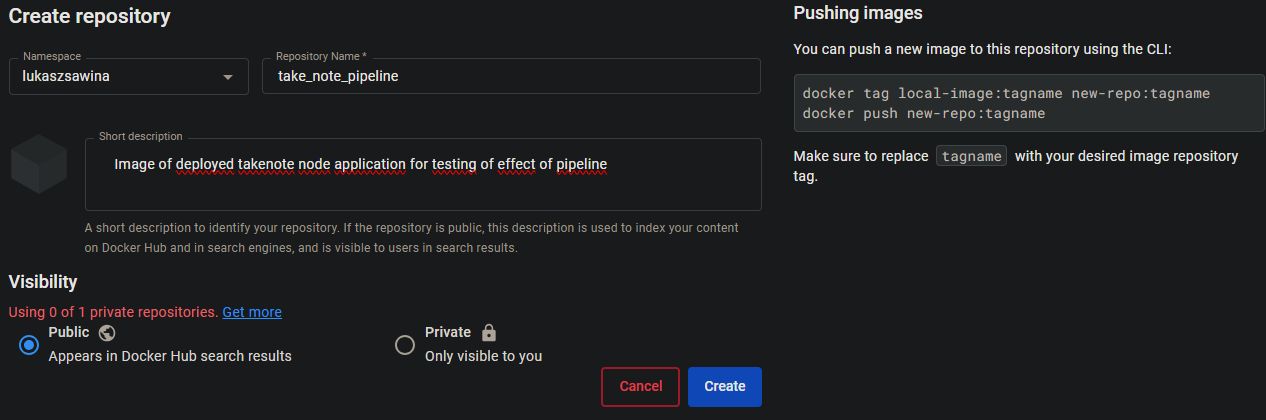 Create repository
Namespace
lukaszsawina
Repository Name *
take_note_pipeline
Short description
Image of deployed takenote node application for testing of effect of pipeline
A short description to identify your repository. If the repository is public, this description is used to index your content
on Docker Hub and in search engines, and is visible to users in search results.
Visibility
Using 0 of 1 private repositories. Get more
Public
Appears in Docker Hub search results
Private
Only visible to you
Cancel
Create
Pushing images
You can push a new image to this repository using the CLI:
docker tag local-image:tagname new-repo:tagname
docker push new-repo:tagname
Make sure to replace tagname with your desired image repository
tag.